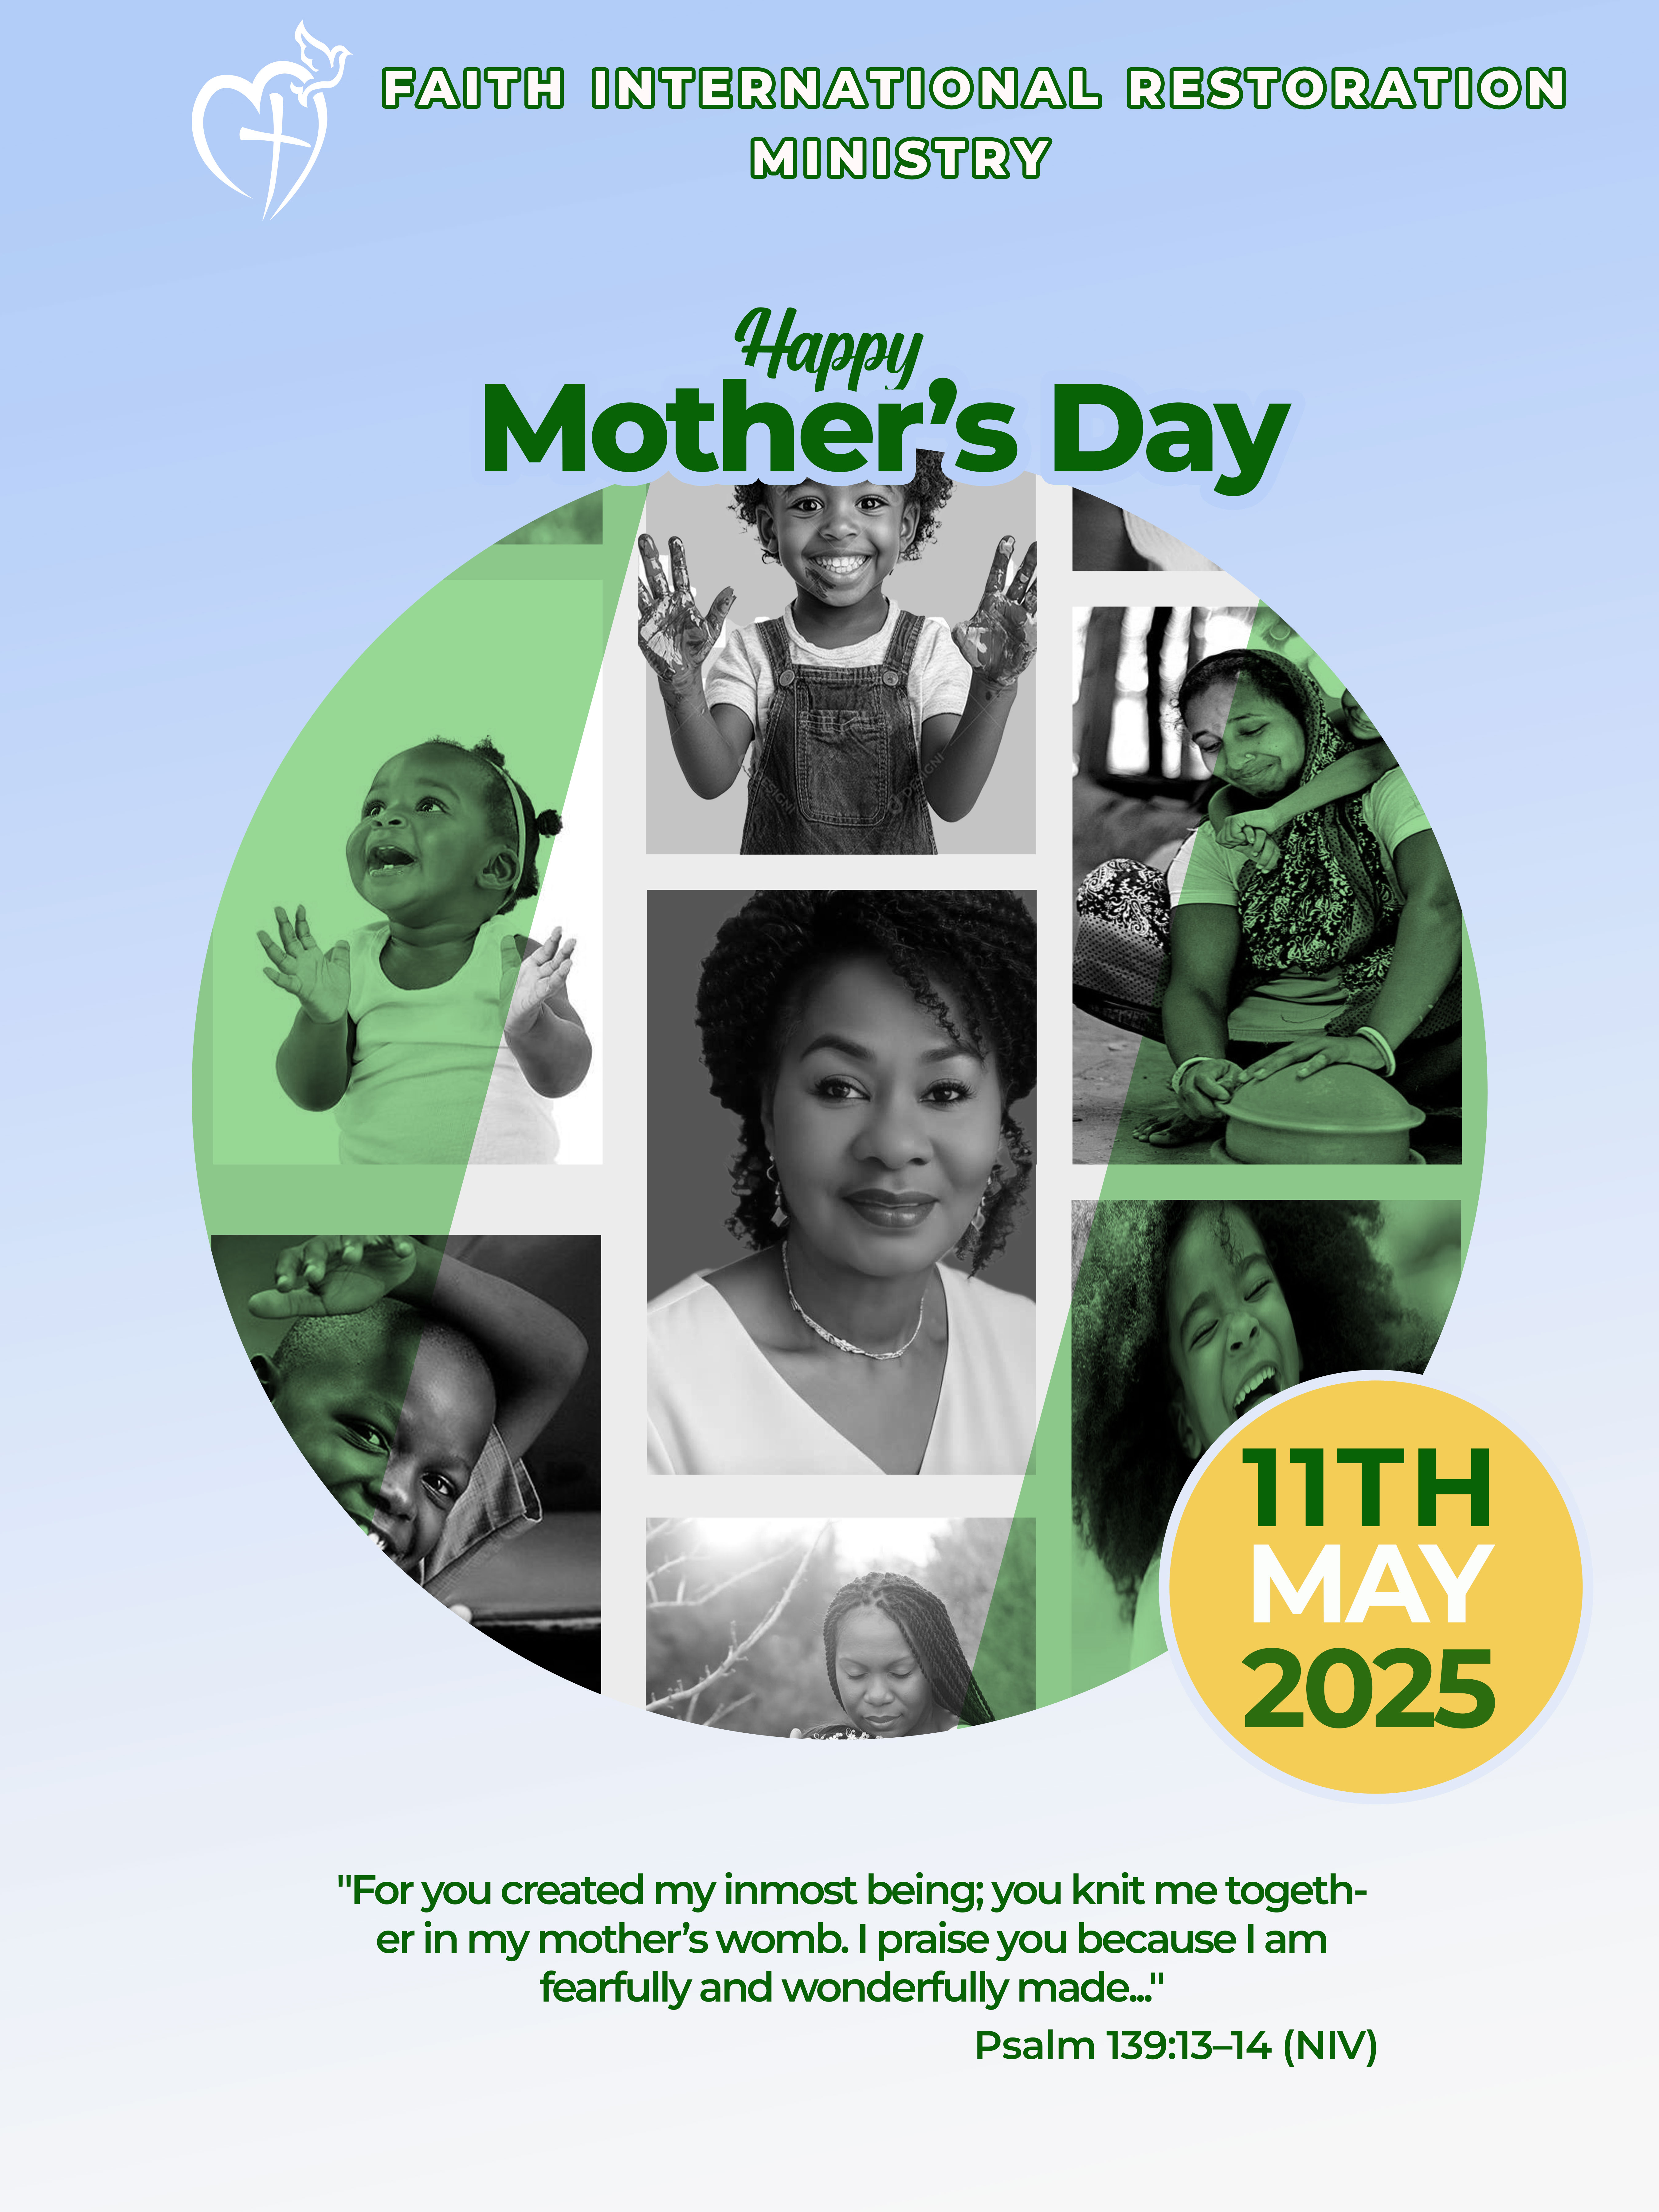 FAITH INTERNATIONAL RESTORATION
MINISTRY
Happy
Mother’s Day
DESIGNI
DESIGNI
11TH
MAY
2025
"For you created my inmost being; you knit me togeth-
er in my mother’s womb. I praise you because I am
fearfully and wonderfully made..."
Psalm 139:13–14 (NIV)